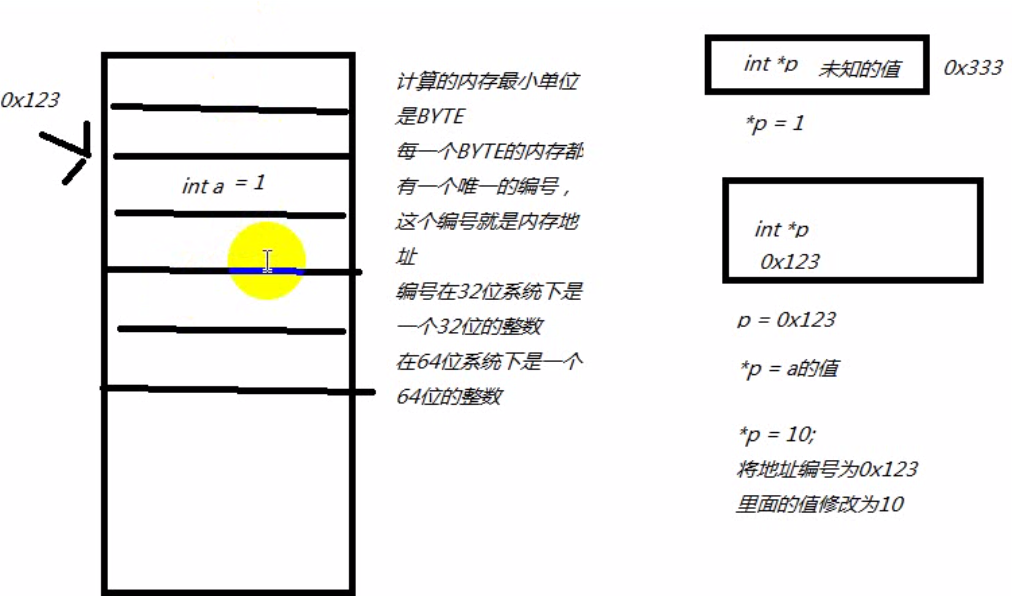 0x123
int a = 1
计算的内存最小单位
是BYTE
每一个BYTE的内存都
有一个唯一的编号，
这个编号就是内存地
址
编号在32位系统下是
一个32位的整数
在64位系统下是一个
64位的整数
int *p 未知的值 0x333
*p = 1
int *p
0x123
p = 0x123
*p = a的值
*p = 10;
将地址编号为0x123
里面的值修改为10